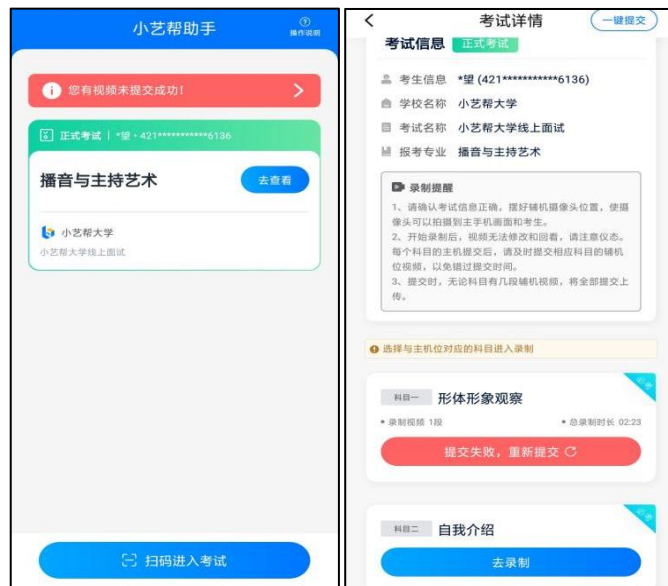 小艺帮助手
操作说明
您有视频未提交成功!
正式考试 | *望・421***********6136
播音与主持艺术
去查看
小艺帮大学
小艺帮大学线上面试
扫码进入考试
考试详情
一键提交
考试信息 正式考试
考生信息 *望 (421***********6136)
学校名称 小艺帮大学
考试名称 小艺帮大学线上面试
报考专业 播音与主持艺术
录制提醒
1、请确认考试信息正确,摆好辅机摄像头位置,使摄
像头可以拍摄到主手机画面和考生。
2、开始录制后,视频无法修改和回看,请注意仪态。
每个科目的主机提交后,请及时提交相应科目的辅机
位视频,以免错过提交时间。
3、提交时,无论科目有几段辅机视频,将全部提交上
传。
选择与主机位对应的科目进入录制
科目一 形体形象观察
• 录制视频 1段 • 总录制时长 02:23
提交失败,重新提交
科目二 自我介绍
去录制